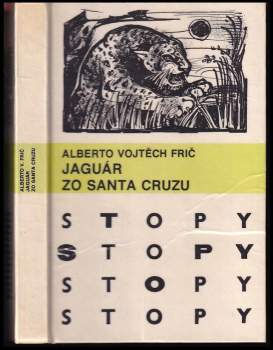 ALBERTO V. FRIČ
JAGUÁR
ZO SANTA CRUZU
ALBERTO VOJTĚCH FRIČ
JAGUÁR
ZO SANTA CRUZU
STOPY
STOPY
STOPY
STOPY